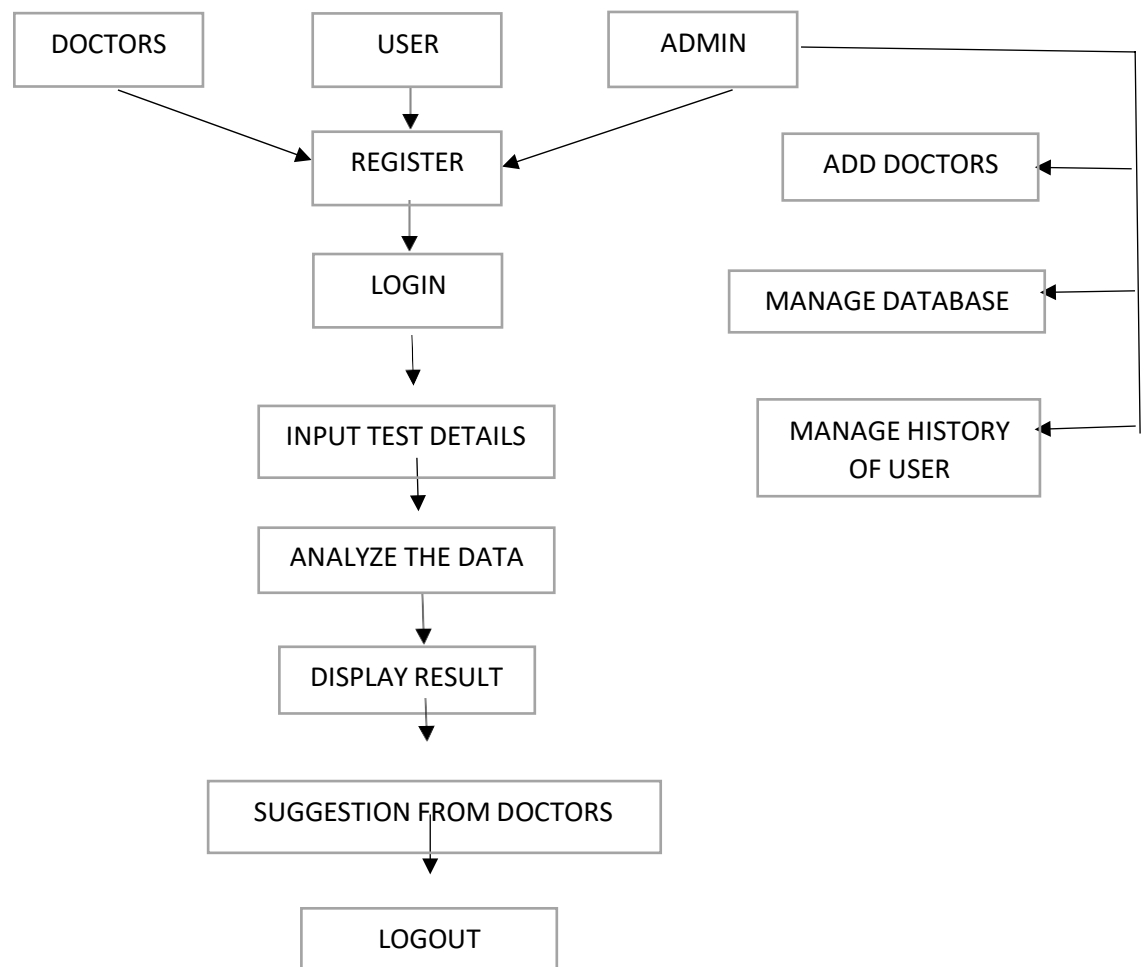 DOCTORS
USER
ADMIN
REGISTER
ADD DOCTORS
LOGIN
MANAGE DATABASE
INPUT TEST DETAILS
MANAGE HISTORY
OF USER
ANALYZE THE DATA
DISPLAY RESULT
SUGGESTION FROM DOCTORS
LOGOUT